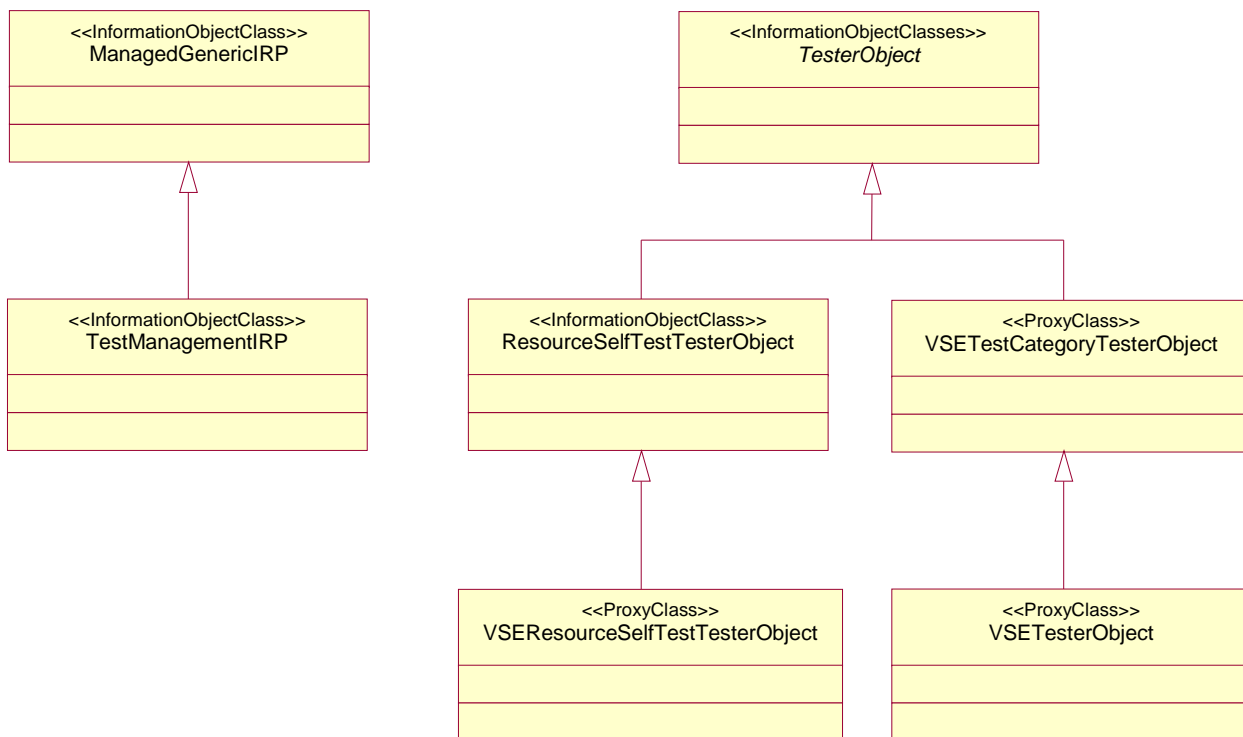 <<InformationObjectClass>>
ManagedGenericIRP
<<InformationObjectClasses>>
TesterObject
<<InformationObjectClass>>
TestManagementIRP
<<InformationObjectClass>>
ResourceSelfTestTesterObject
<<ProxyClass>>
VSETestCategoryTesterObject
<<ProxyClass>>
VSEResourceSelfTestTesterObject
<<ProxyClass>>
VSETesterObject